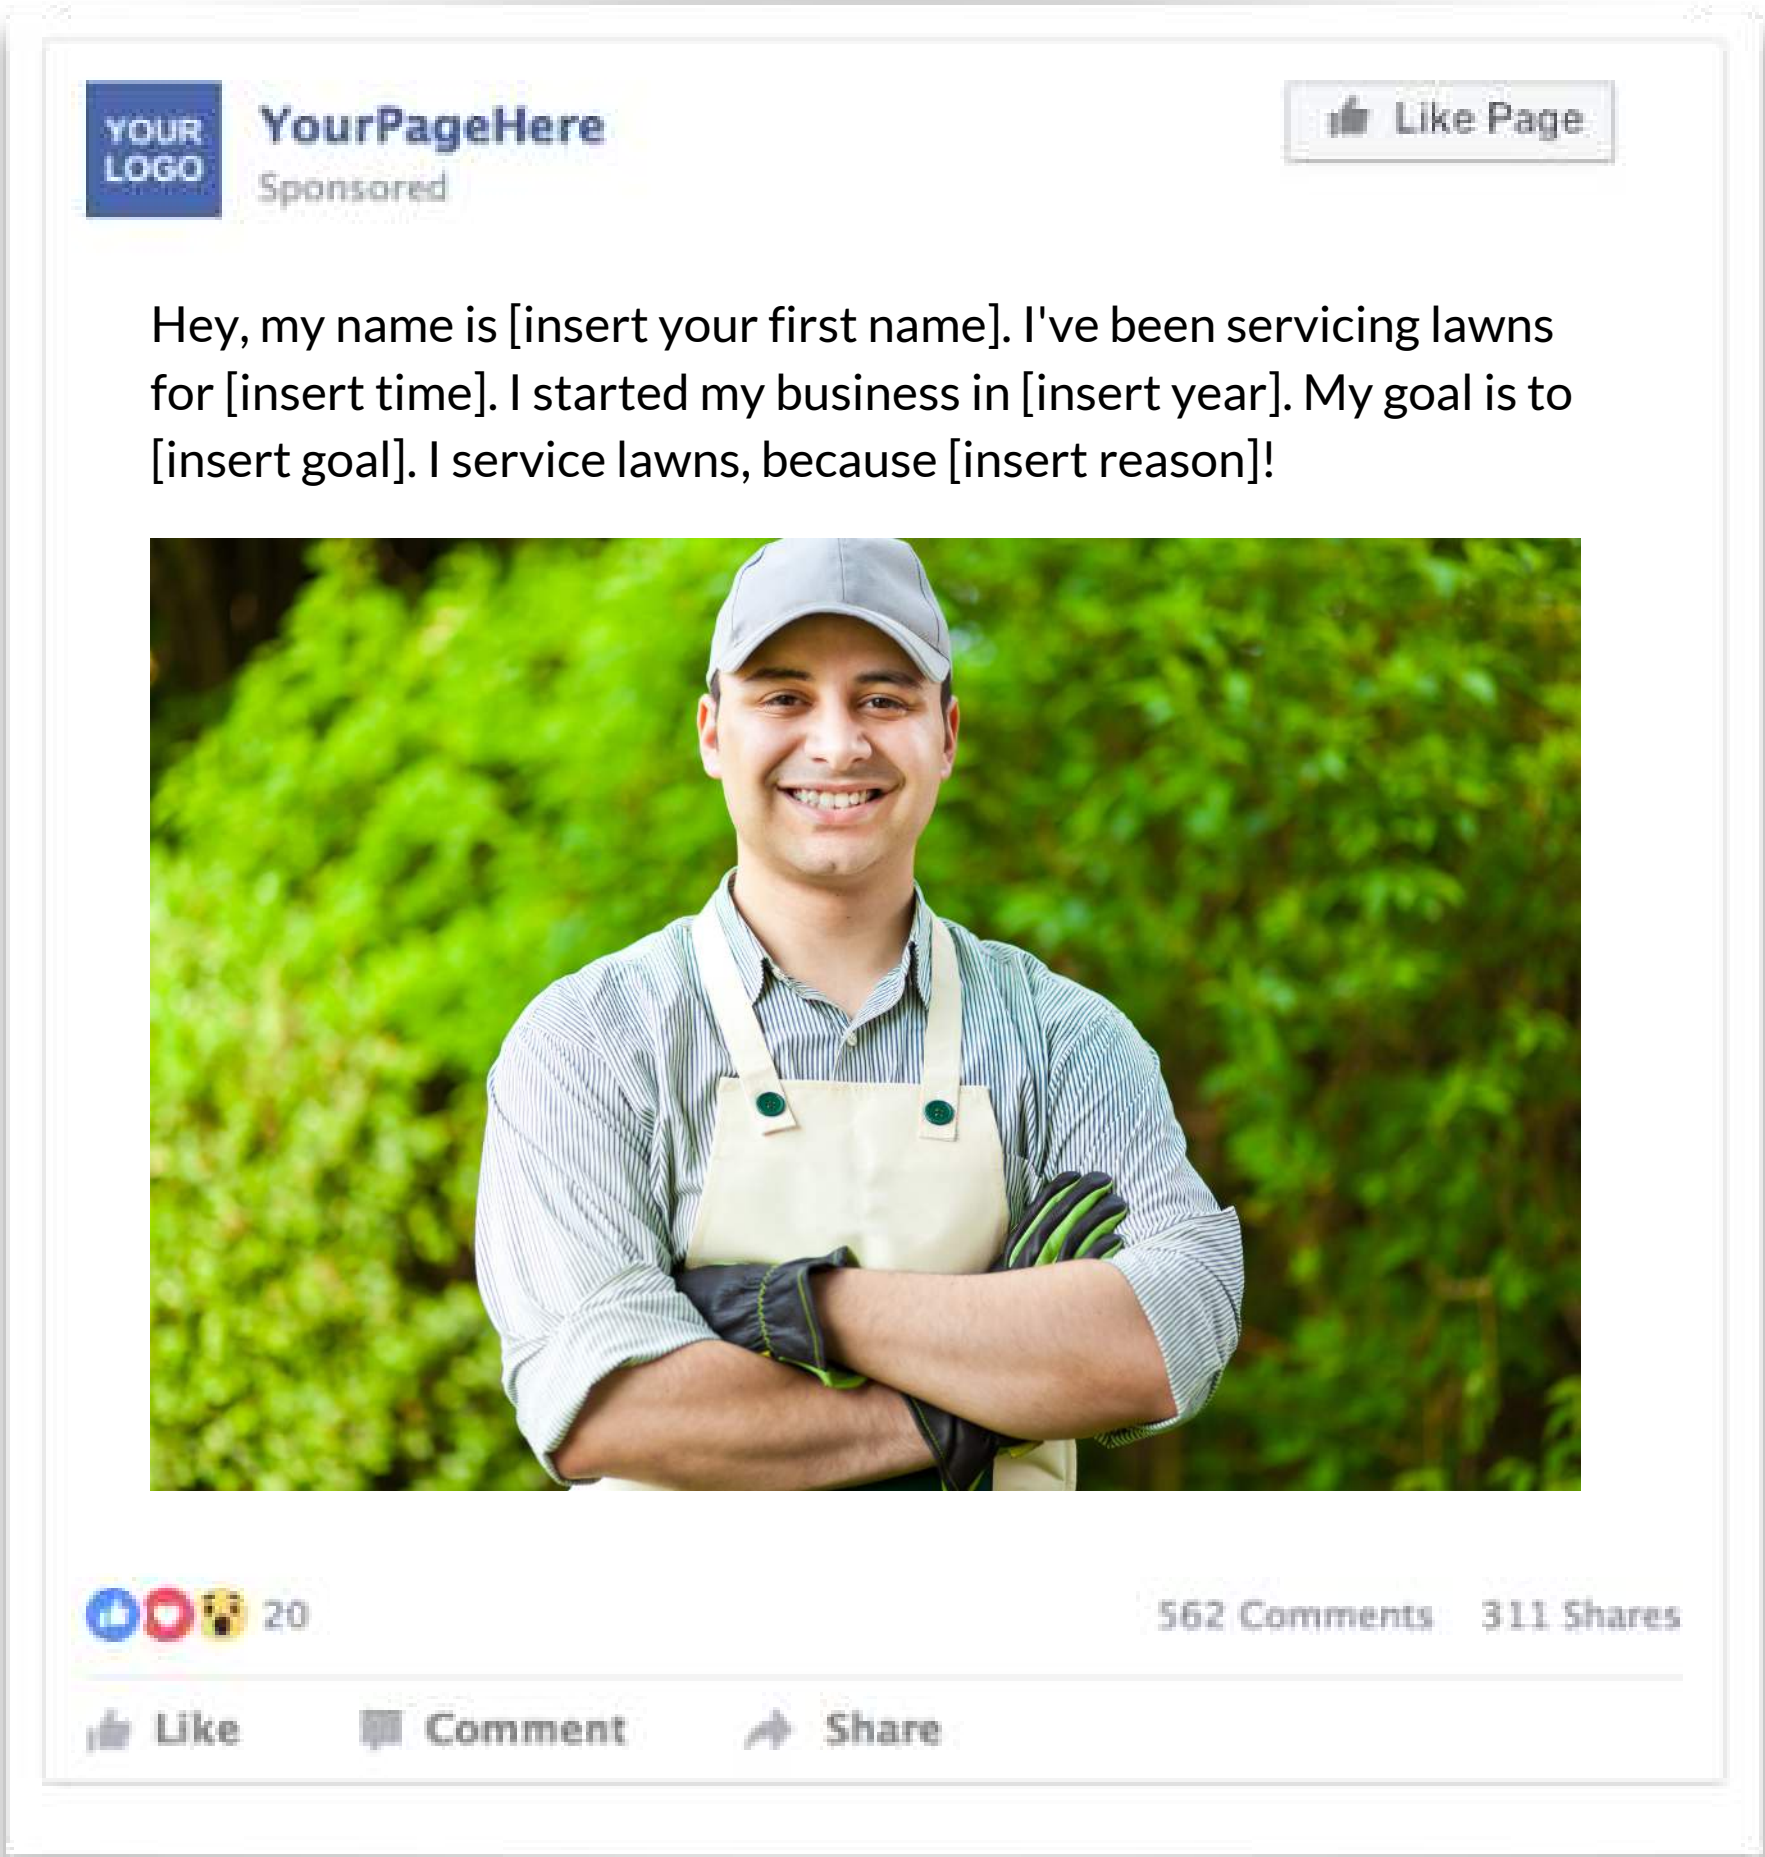 YOUR
LOGO
YourPageHere
Sponsored
Like Page
Hey, my name is [insert your first name]. I've been servicing lawns
for [insert time]. I started my business in [insert year]. My goal is to
[insert goal]. I service lawns, because [insert reason]!
20
562 Comments 311 Shares
Like Comment Share